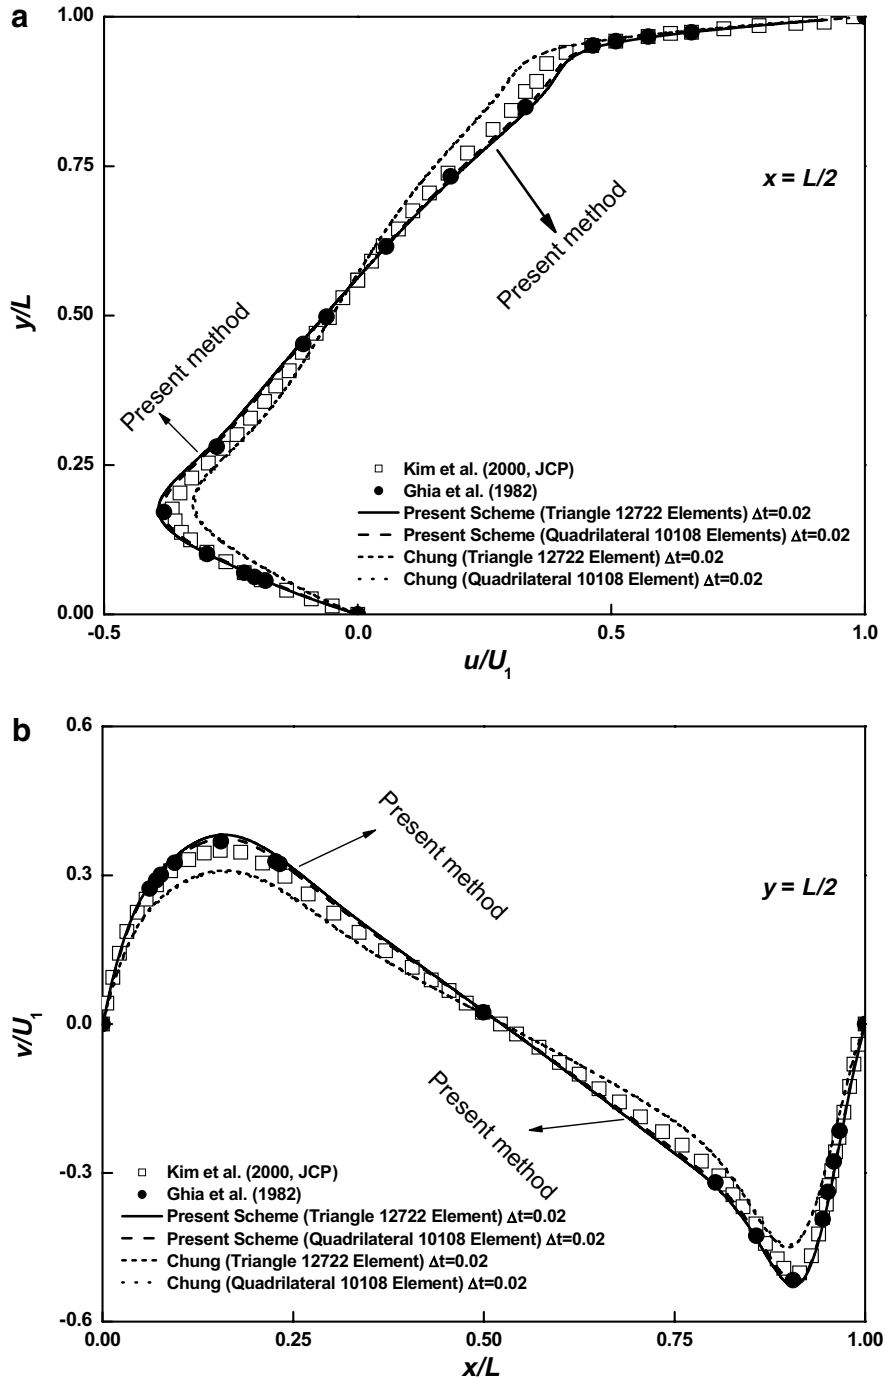 a
1.00
0.75
0.50
0.25
0.00
y/L
x = L/2
Present method
Present method
Kim et al. (2000, JCP)
Ghia et al. (1982)
Present Scheme (Triangle 12722 Elements) Δt=0.02
Present Scheme (Quadrilateral 10108 Elements) Δt=0.02
Chung (Triangle 12722 Element) Δt=0.02
Chung (Quadrilateral 10108 Element) Δt=0.02
-0.5 0.0 0.5 1.0
u/U1
b
0.6
0.3
0.0
-0.3
-0.6
v/U1
Present method
y = L/2
Present method
Kim et al. (2000, JCP)
Ghia et al. (1982)
Present Scheme (Triangle 12722 Element) Δt=0.02
Present Scheme (Quadrilateral 10108 Element) Δt=0.02
Chung (Triangle 12722 Element) Δt=0.02
Chung (Quadrilateral 10108 Element) Δt=0.02
0.00 0.25 0.50 0.75 1.00
x/L